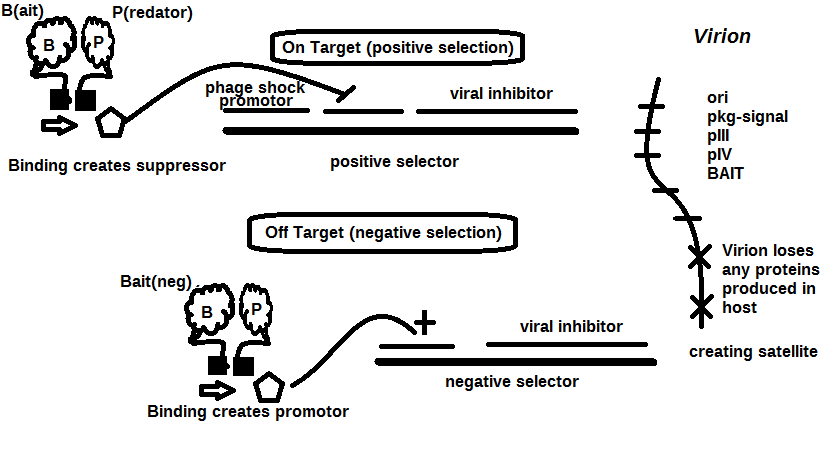 B(ait)
P(redator)
B
P
On Target (positive selection)
Virion
phage shock
promotor
viral inhibitor
Binding creates suppressor
positive selector
ori
pkg-signal
pIII
pIV
BAIT
Off Target (negative selection)
Bait(neg)
B
P
viral inhibitor
Binding creates promotor
negative selector
Virion loses
any proteins
produced in
host
creating satellite